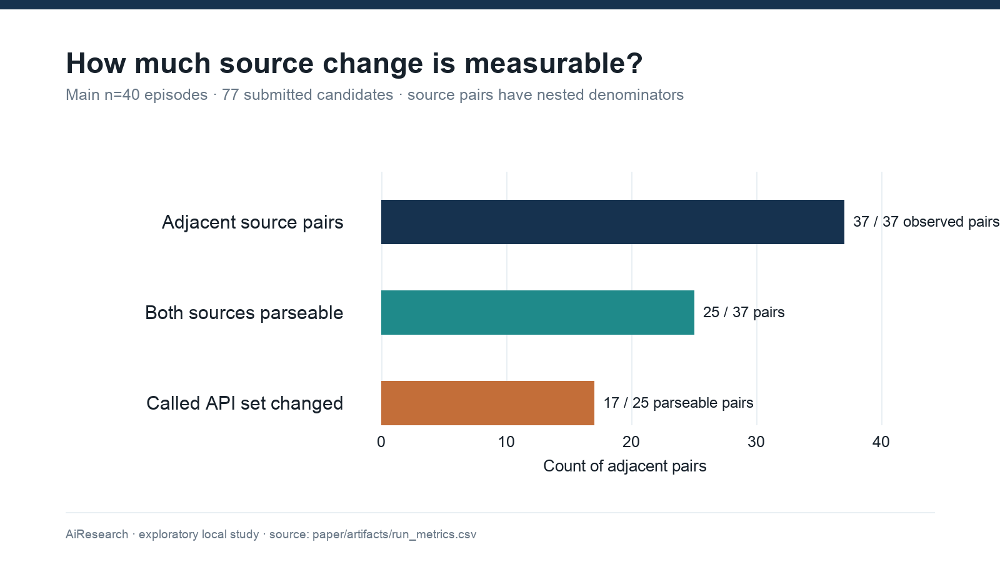 How much source change is measurable?
Main n=40 episodes · 77 submitted candidates · source pairs have nested denominators
Adjacent source pairs
37 / 37 observed pairs
Both sources parseable
25 / 37 pairs
Called API set changed
17 / 25 parseable pairs
0 10 20 30 40
Count of adjacent pairs
AiResearch · exploratory local study · source: paper/artifacts/run_metrics.csv